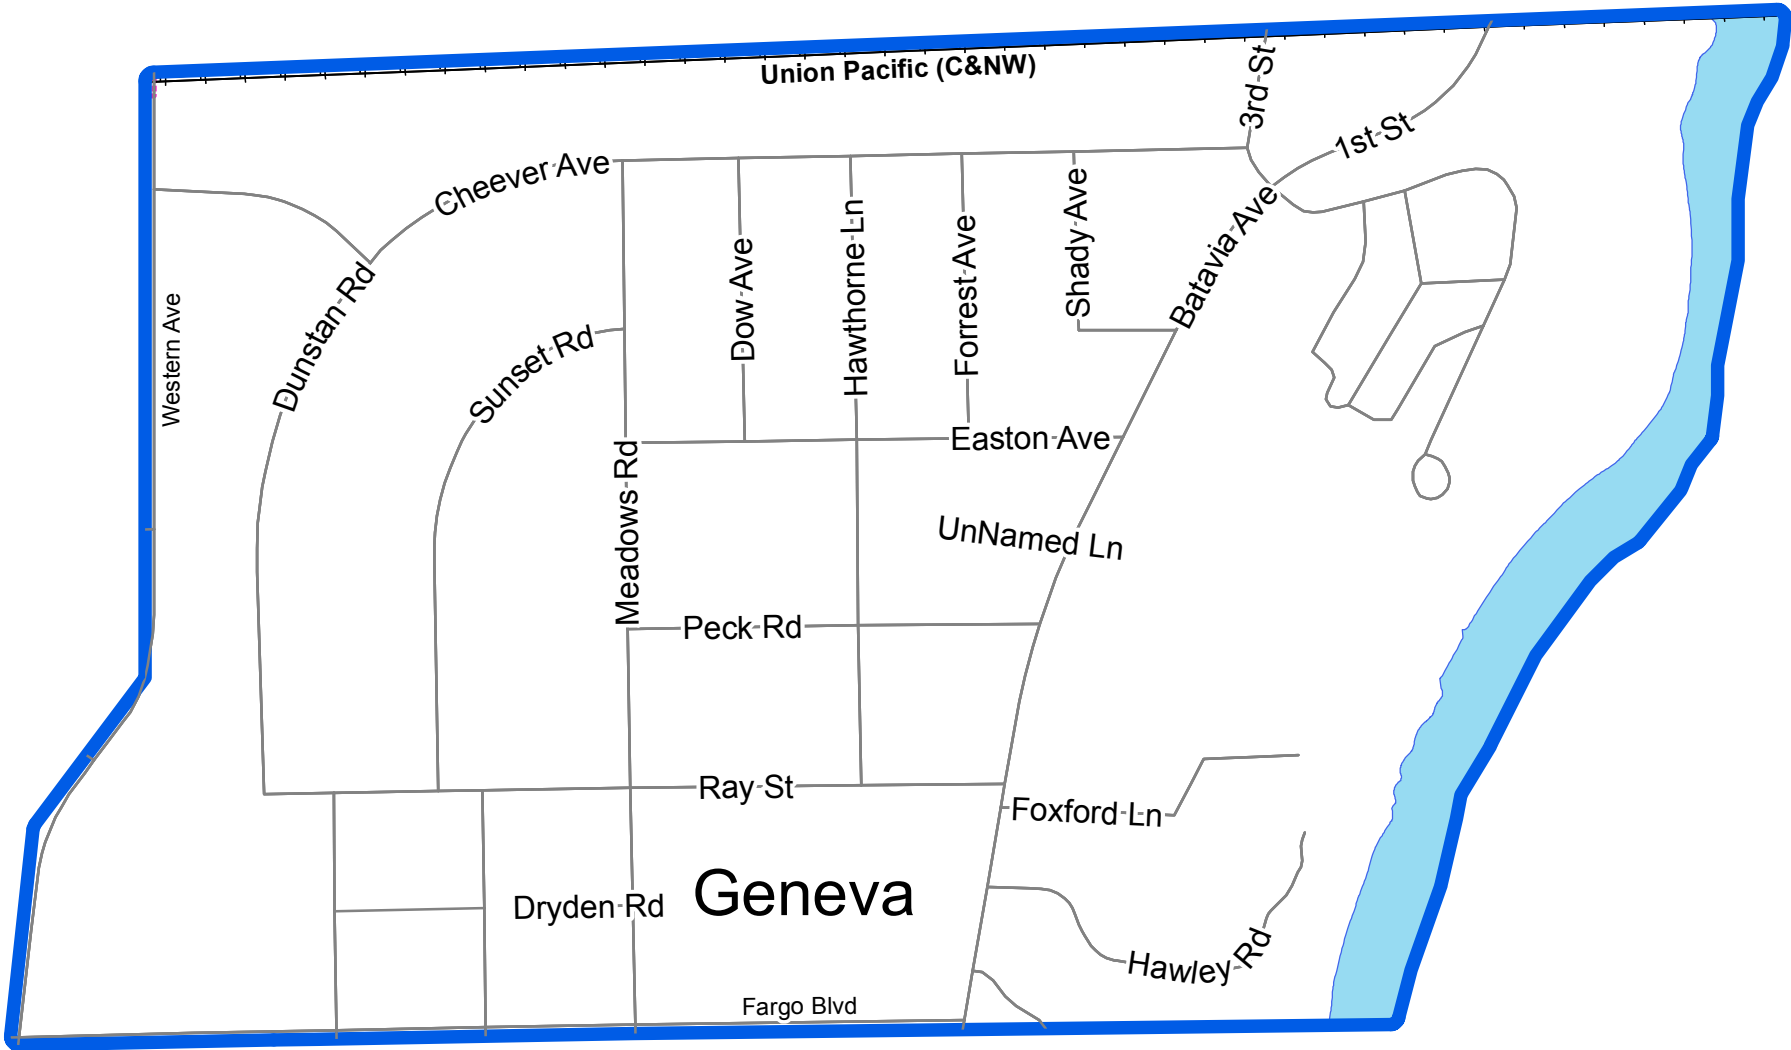 Union Pacific (C&NW)
3rd St
1st St
Cheever Ave
Batavia Ave
Shady Ave
Hawthorne Ln
Forrest Ave
Dow Ave
Dunstan Rd
Western Ave
Sunset Rd
Easton Ave
Meadows Rd
UnNamed Ln
Peck Rd
Ray St
Foxford Ln
Geneva
Dryden Rd
Hawley Rd
Fargo Blvd